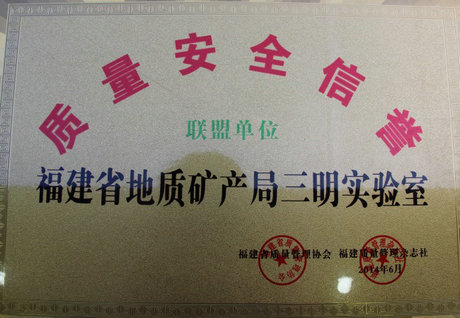 质量安全信誉
联盟单位
福建省地质矿产局三明实验室
福建省质量管理协会 福建质量管理杂志社
2014年6月